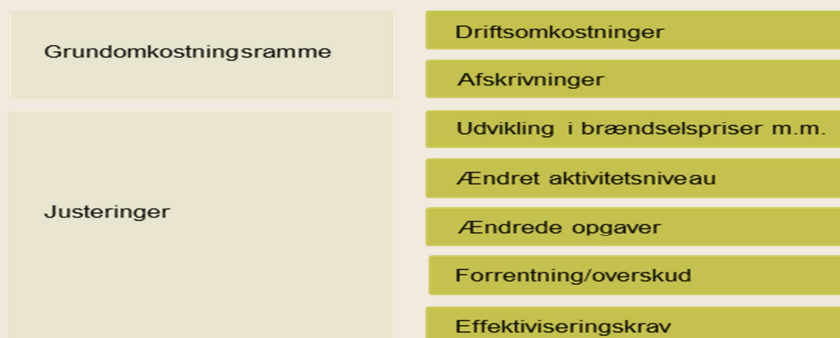 Grundomkostningsramme
Driftsomkostninger
Afskrivninger
Justeringer
Udvikling i brændselspriser m.m.
Ændret aktivitetsniveau
Ændrede opgaver
Forrentning/overskud
Effektiviseringskrav